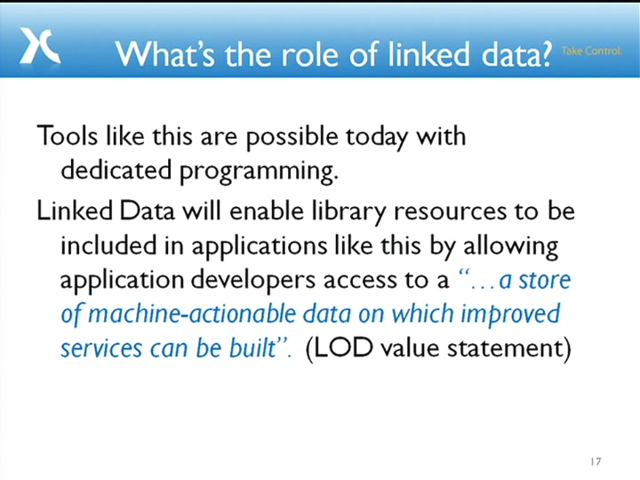 What's the role of linked data?
Take Control.
Tools like this are possible today with
dedicated programming.
Linked Data will enable library resources to be
included in applications like this by allowing
application developers access to a “…a store
of machine-actionable data on which improved
services can be built”. (LOD value statement)
17